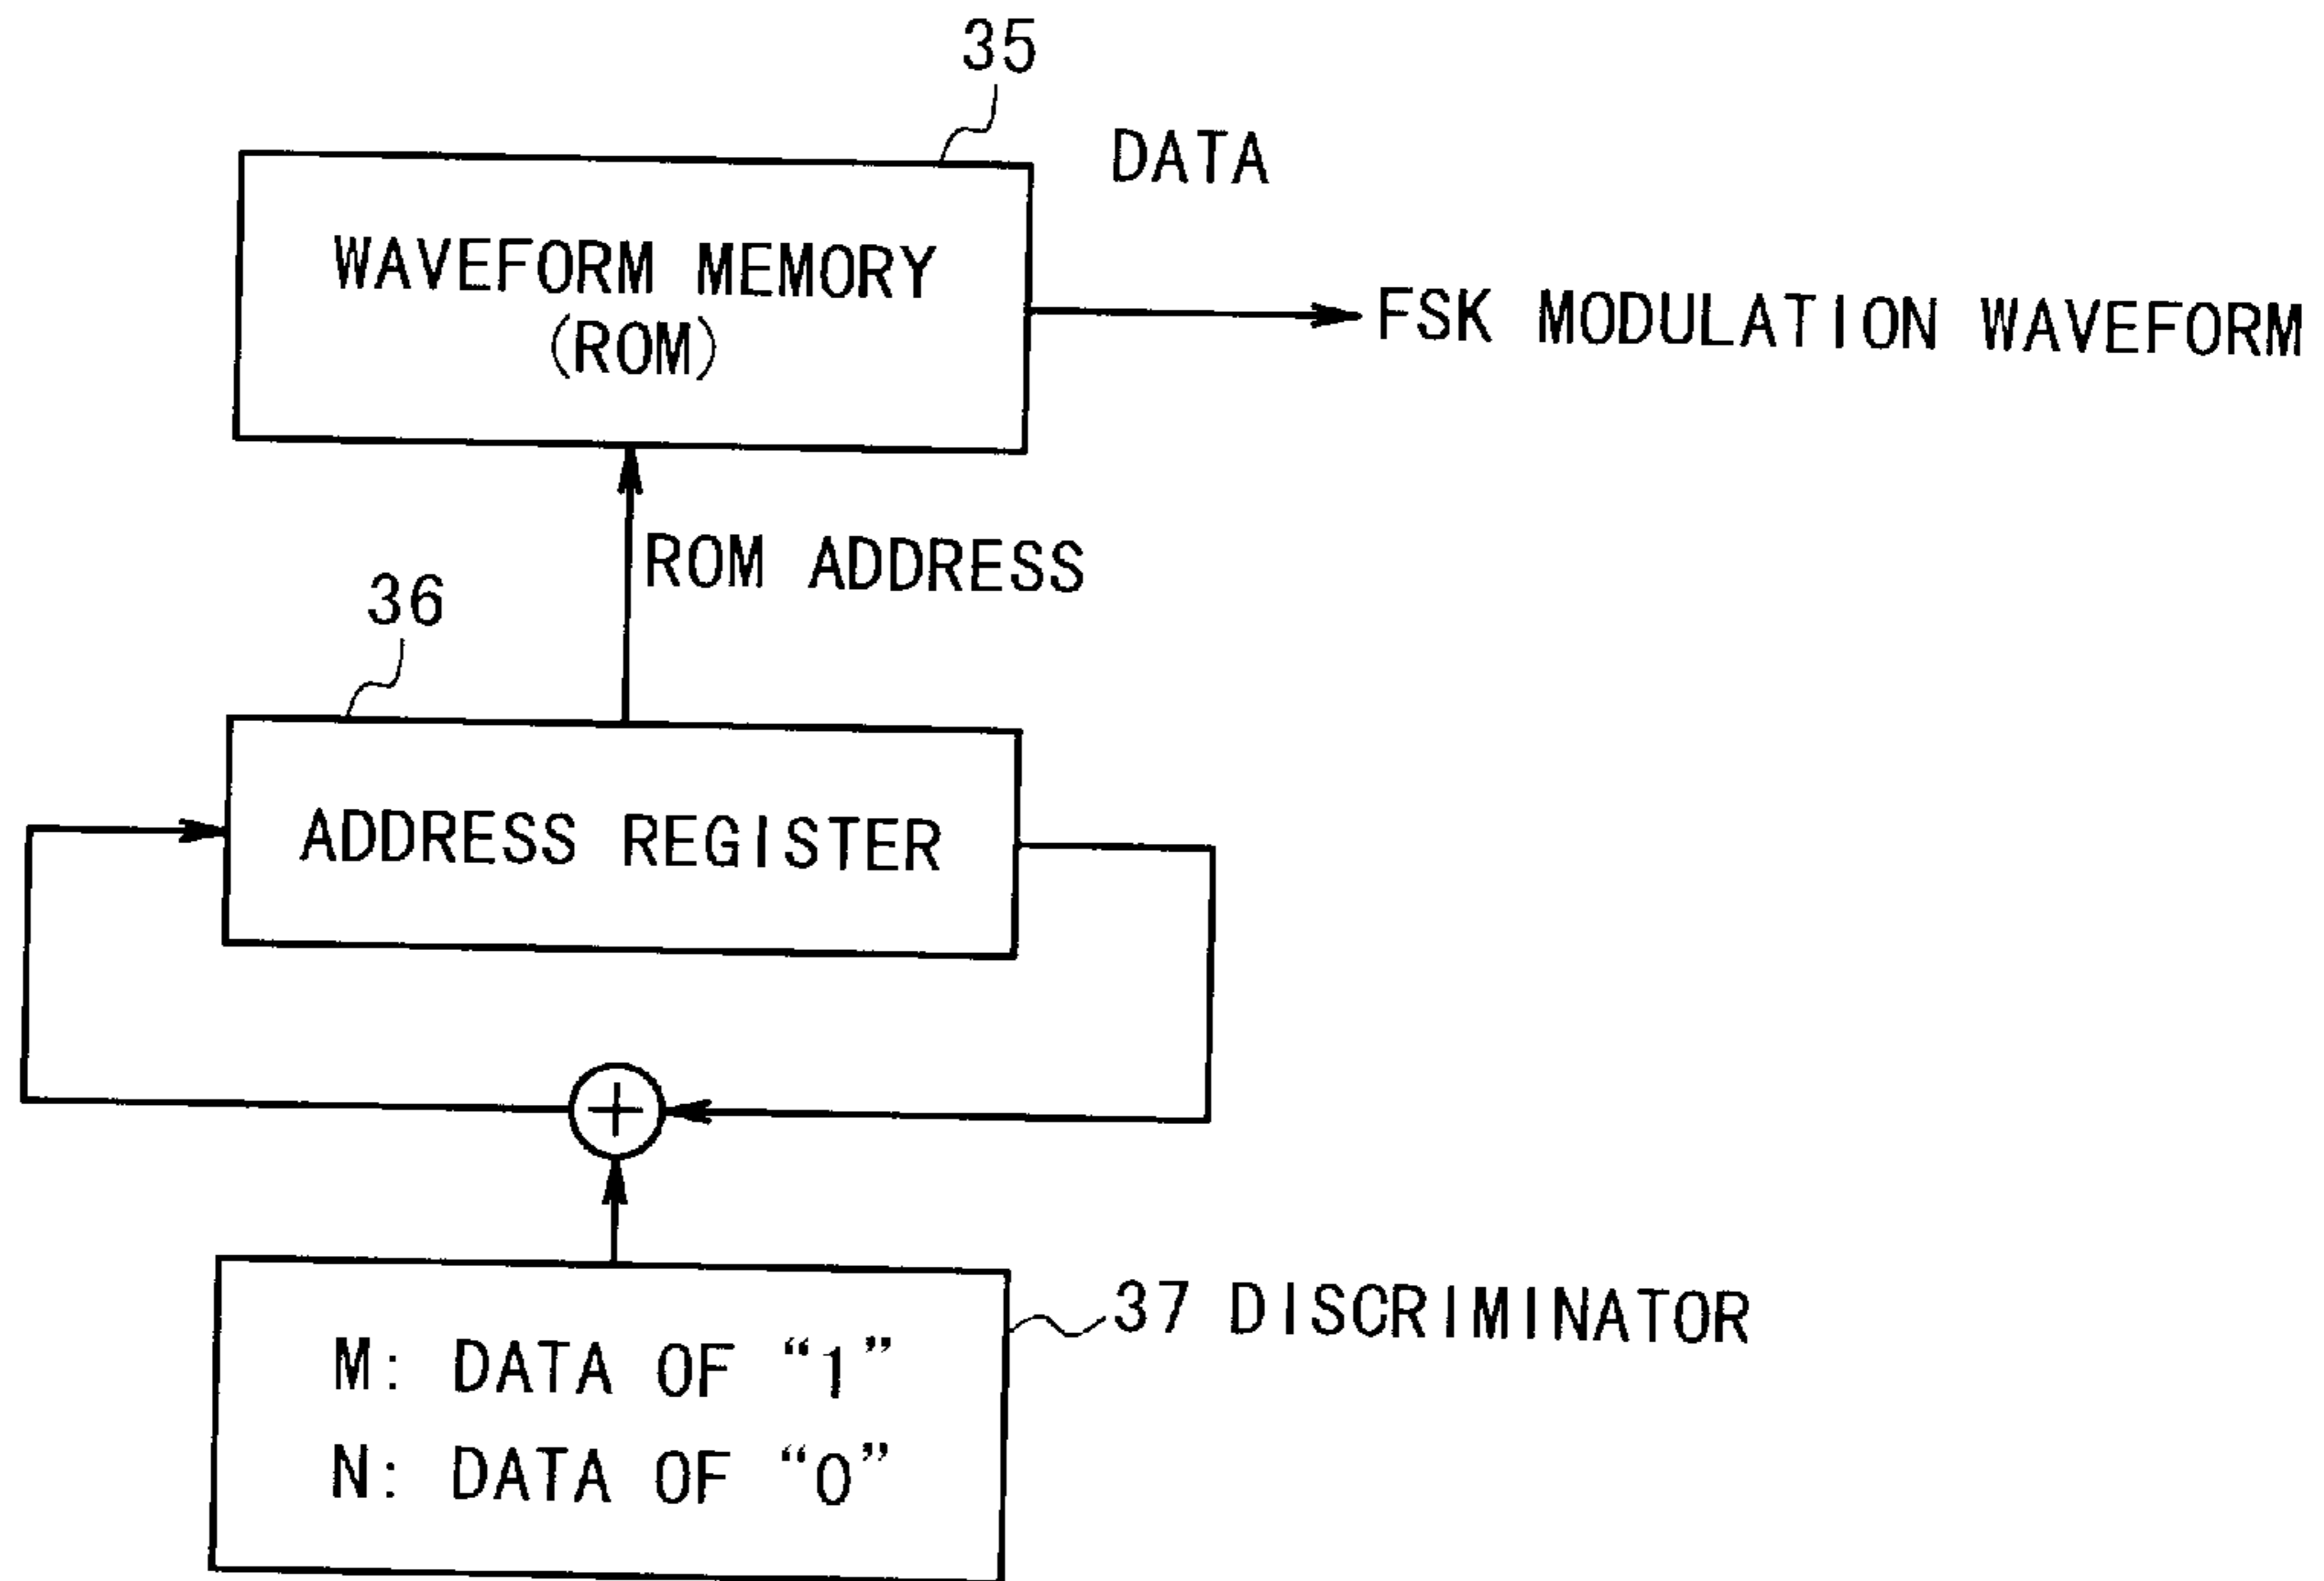 35
DATA
WAVEFORM MEMORY
(ROM)
FSK MODULATION WAVEFORM
ROM ADDRESS
36
ADDRESS REGISTER
37 DISCRIMINATOR
M: DATA OF “1”
N: DATA OF “0”